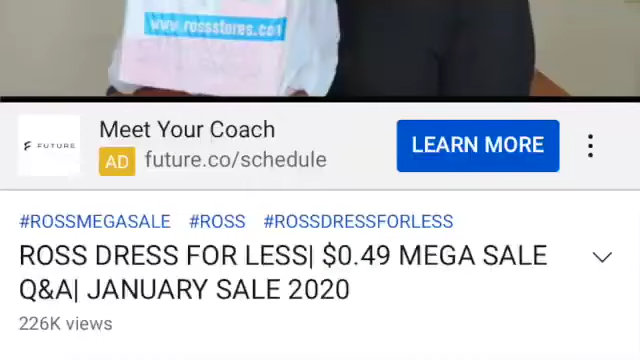 www.rossstores.com
Meet Your Coach
FUTURE
AD future.co/schedule
LEARN MORE
#ROSSMEGASALE #ROSS #ROSSDRESSFORLESS
ROSS DRESS FOR LESS| $0.49 MEGA SALE
Q&A| JANUARY SALE 2020
226K views